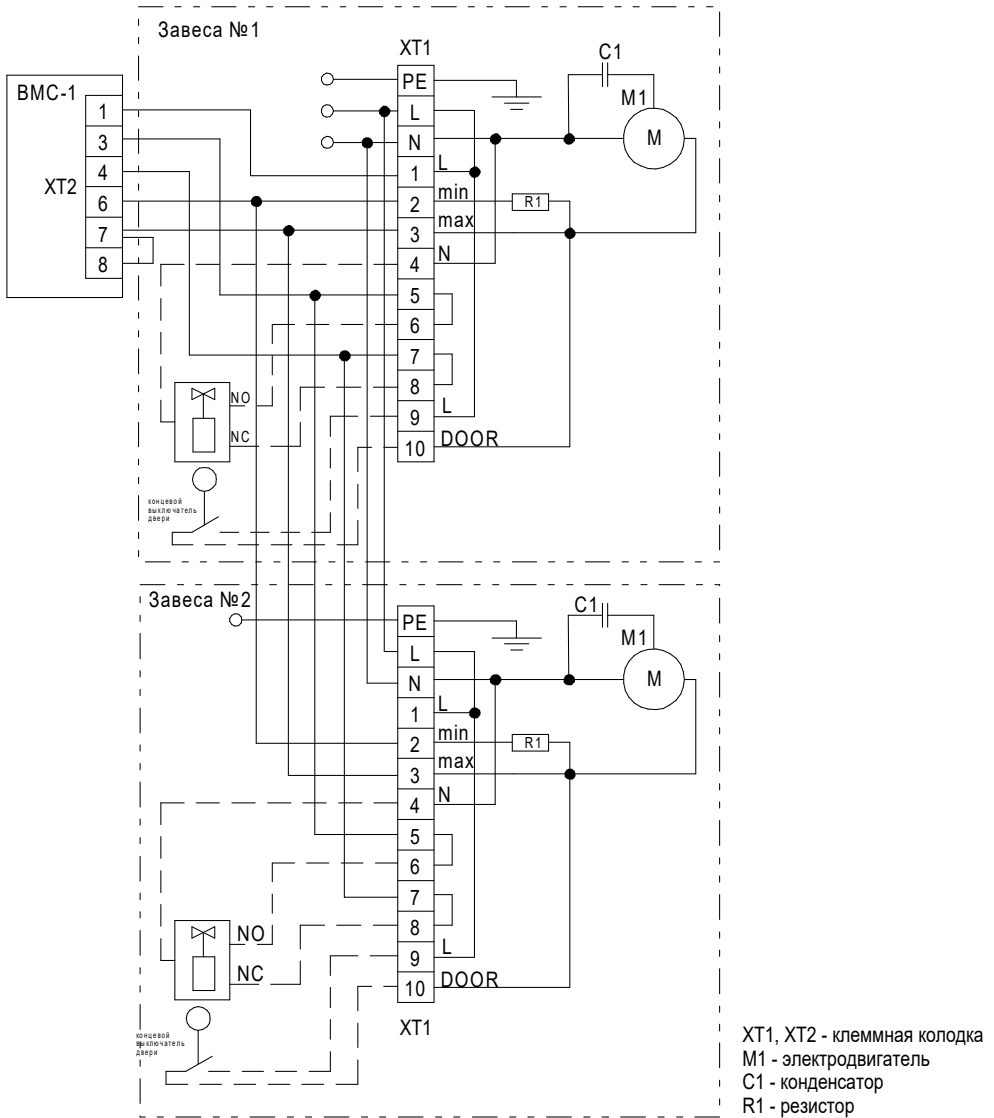 Завеса №1
XT1
C1
M1
M
PE
L
N
1
2
3
4
5
6
7
8
9
10
L
min
max
N
L
DOOR
R1
ВМС-1
XT2
1
3
4
6
7
8
NO
NC
концевой
выключатель
двери
Завеса №2
C1
M1
M
PE
L
N
1
2
3
4
5
6
7
8
9
10
L
min
max
N
L
DOOR
R1
NO
NC
концевой
выключатель
двери
XT1
XT1, XT2 - клеммная колодка
M1 - электродвигатель
C1 - конденсатор
R1 - резистор